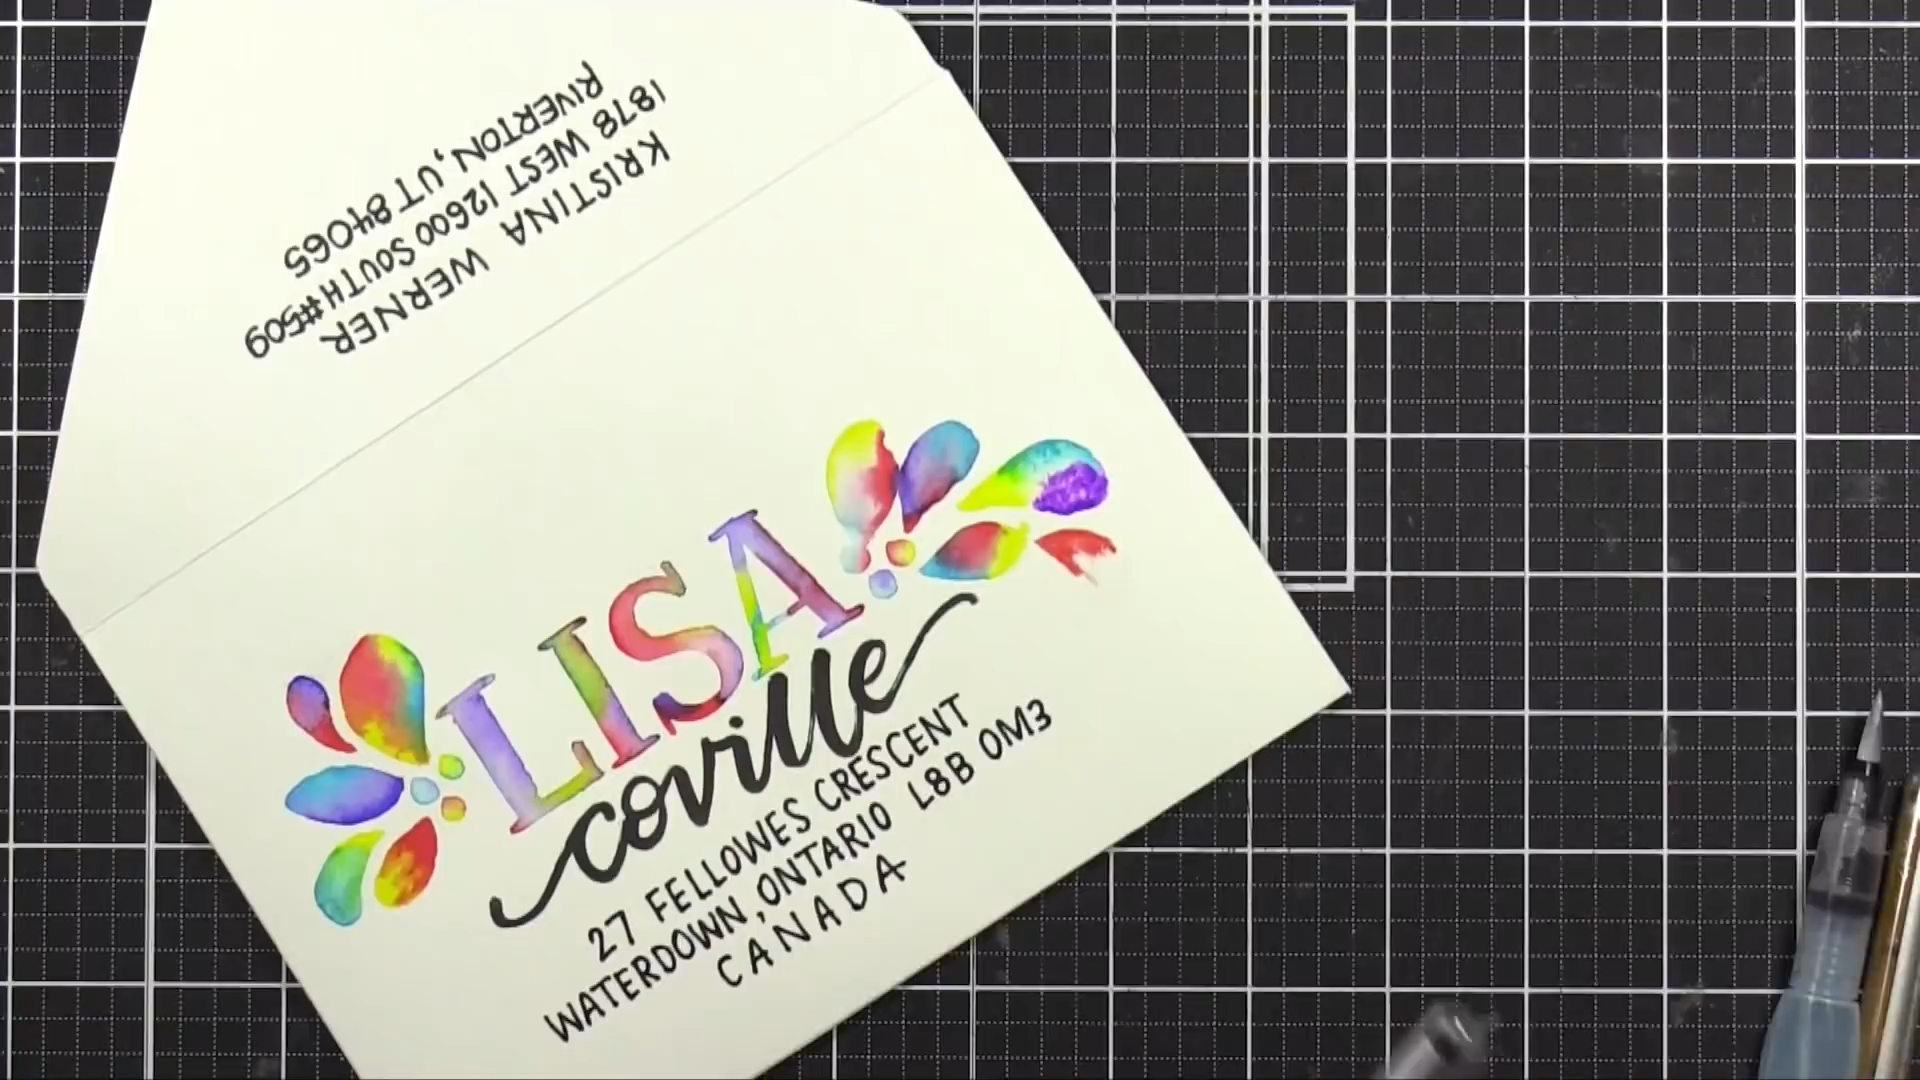 KRISTINA WERNER
1878 WEST 12600 SOUTH #509
RIVERTON, UT 84065
LISA
coville
27 FELLOWES CRESCENT
WATERDOWN, ONTARIO L8B 0M3
CANADA